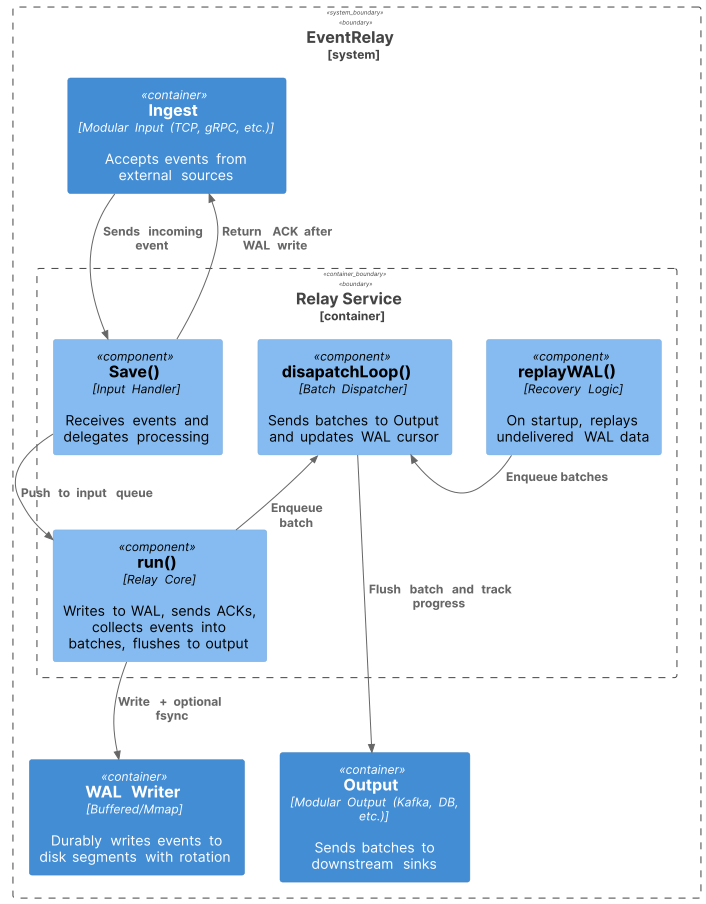 «system_boundary»
«boundary»
EventRelay
[system]
«container»
Ingest
[Modular Input (TCP, gRPC, etc.)]
Accepts events from
external sources
Sends incoming
event
Return ACK after
WAL write
«container_boundary»
«boundary»
Relay Service
[container]
«component»
Save()
[Input Handler]
Receives events and
delegates processing
«component»
disapatchLoop()
[Batch Dispatcher]
Sends batches to Output
and updates WAL cursor
«component»
replayWAL()
[Recovery Logic]
On startup, replays
undelivered WAL data
Push to input queue
Enqueue
batch
Enqueue batches
«component»
run()
[Relay Core]
Writes to WAL, sends ACKs,
collects events into
batches, flushes to output
Flush batch and track
progress
Write + optional
fsync
«container»
WAL Writer
[Buffered/Mmap]
Durably writes events to
disk segments with rotation
«container»
Output
[Modular Output (Kafka, DB,
etc.)]
Sends batches to
downstream sinks